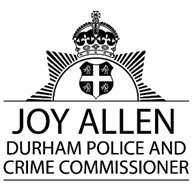 JOY ALLEN
DURHAM POLICE AND
CRIME COMMISSIONER